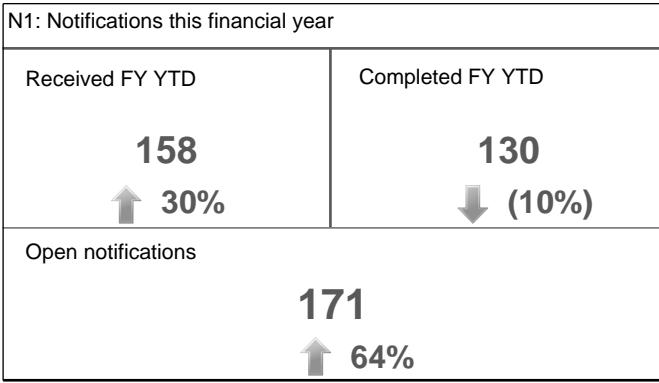 N1: Notifications this financial year
Received FY YTD
158
30%
Completed FY YTD
130
(10%)
Open notifications
171
64%